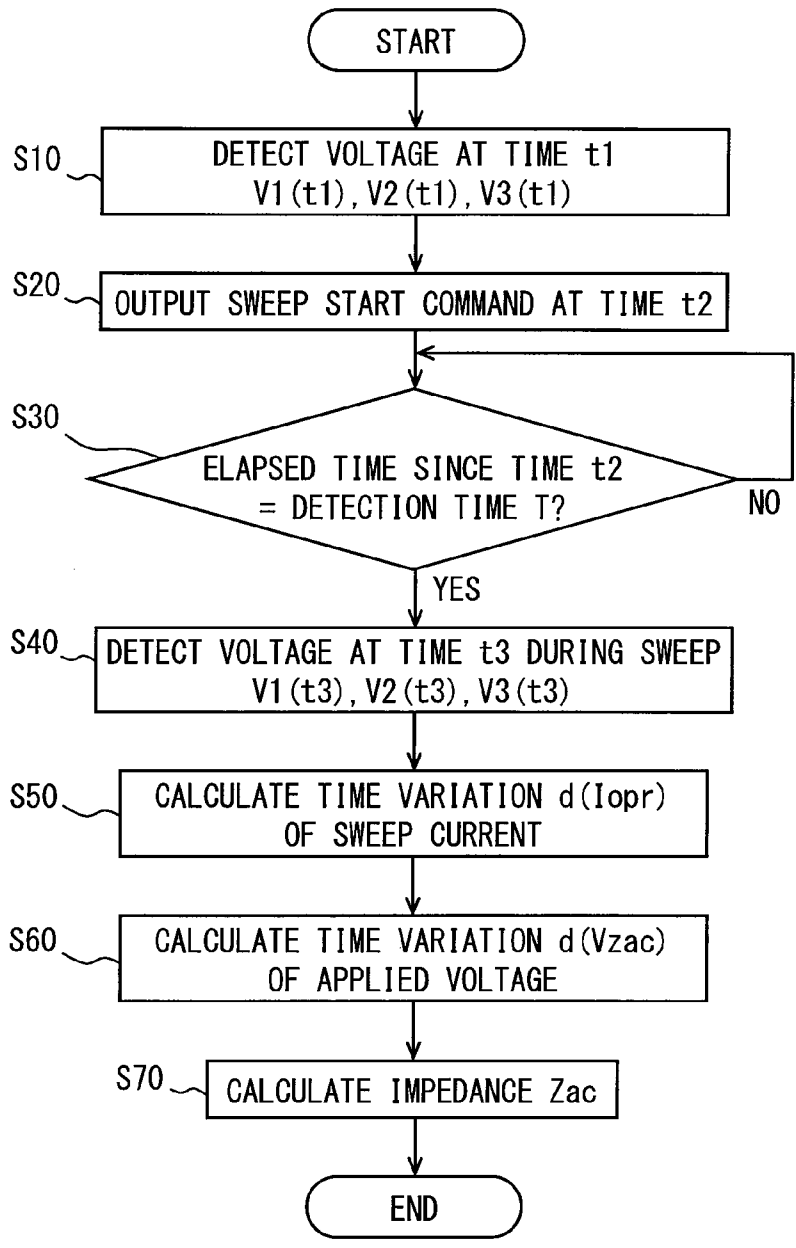 START
S10
DETECT VOLTAGE AT TIME t1
V1(t1), V2(t1), V3(t1)
S20
OUTPUT SWEEP START COMMAND AT TIME t2
S30
ELAPSED TIME SINCE TIME t2
= DETECTION TIME T?
NO
YES
S40
DETECT VOLTAGE AT TIME t3 DURING SWEEP
V1(t3), V2(t3), V3(t3)
S50
CALCULATE TIME VARIATION d(Iopr)
OF SWEEP CURRENT
S60
CALCULATE TIME VARIATION d(Vzac)
OF APPLIED VOLTAGE
S70
CALCULATE IMPEDANCE Zac
END